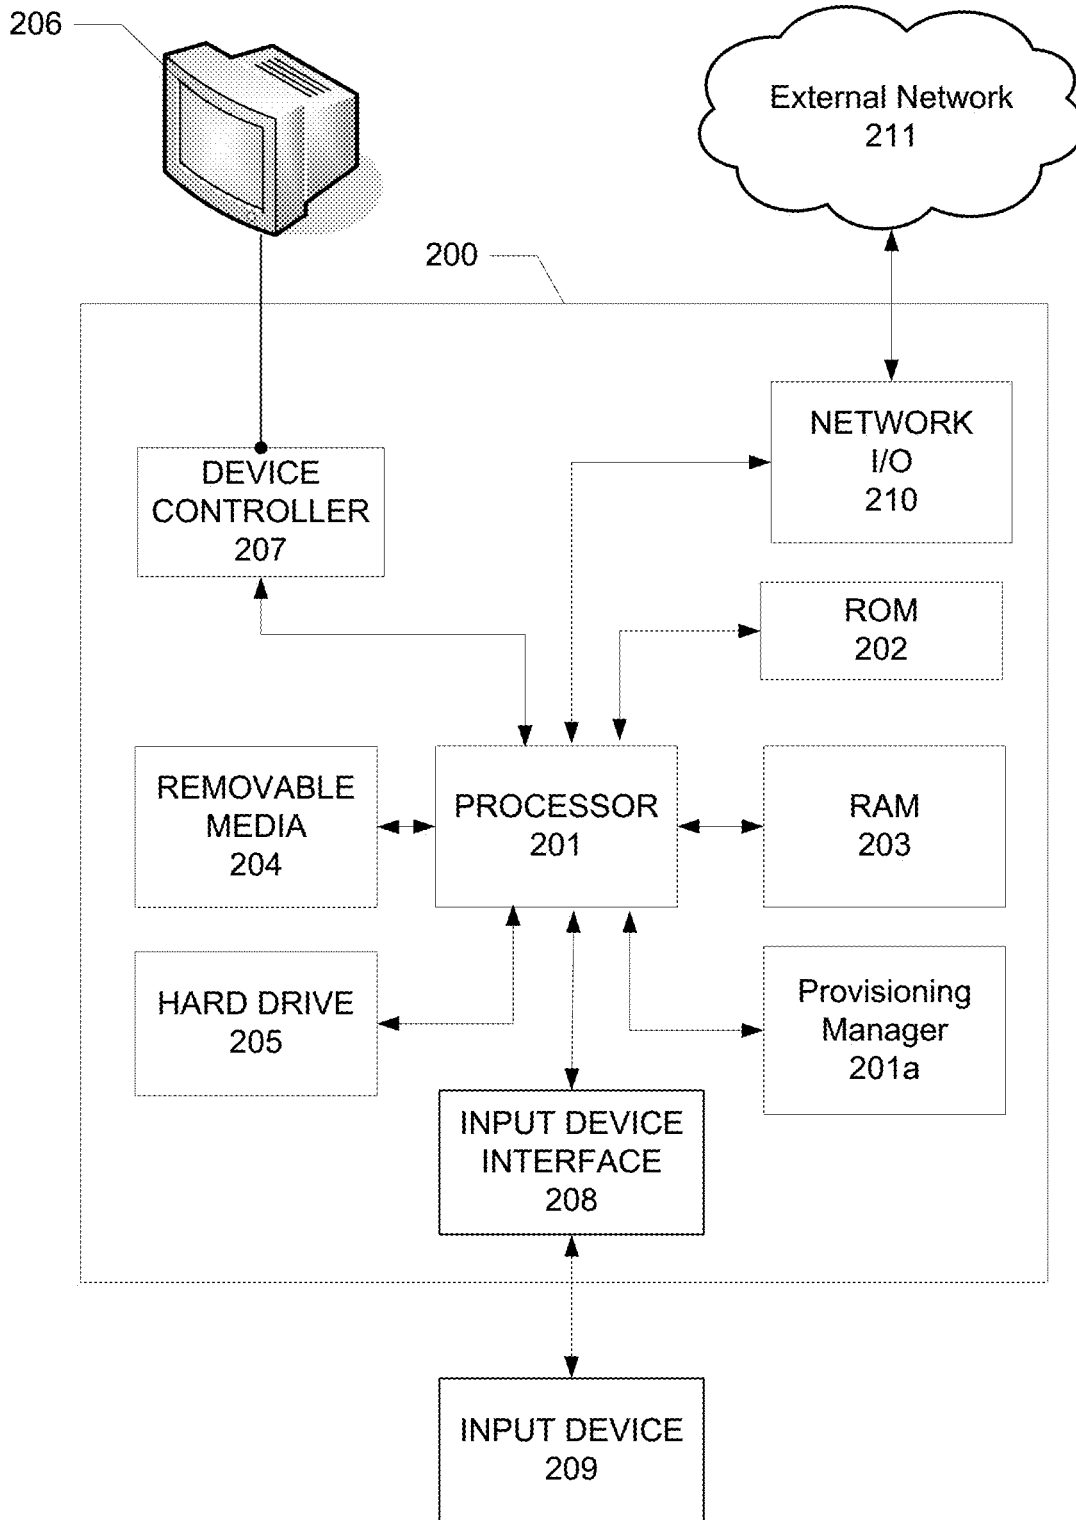 206
External Network
211
200
NETWORK
I/O
210
DEVICE
CONTROLLER
207
ROM
202
REMOVABLE
MEDIA
204
PROCESSOR
201
RAM
203
HARD DRIVE
205
Provisioning
Manager
201a
INPUT DEVICE
INTERFACE
208
INPUT DEVICE
209